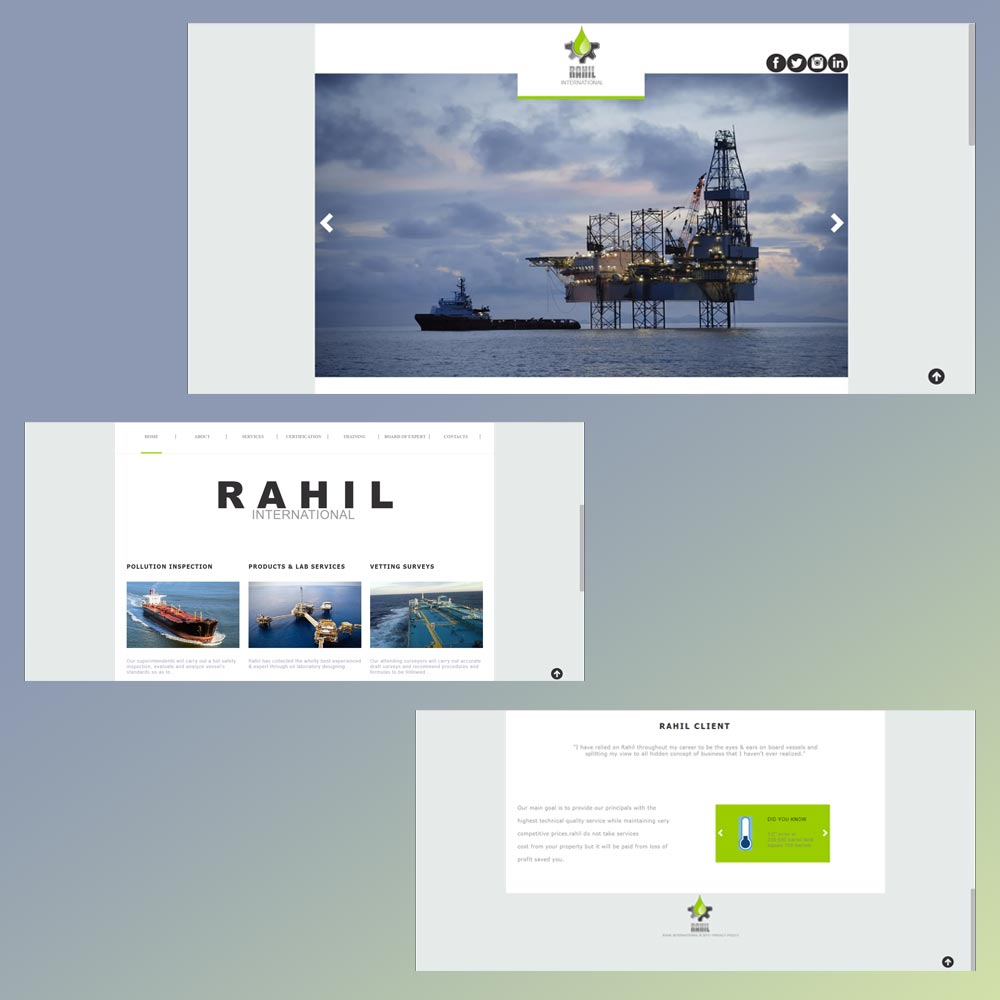 RAHIL
INTERNATIONAL
HOME | ABOUT | SERVICES | CERTIFICATION | TRAINING | BOARD OF EXPERT | CONTACTS |
RAHIL
INTERNATIONAL
POLLUTION INSPECTION
PRODUCTS & LAB SERVICES
VETTING SURVEYS
Our superintendents will carry out a full safety
inspection, evaluate and analyze vessel's
standards so as to
Rahil has collected the wholly best experienced
& expert through oil laboratory designing
Our attending surveyors will carry out accurate
draft surveys and recommend procedures and
formulas to be followed
RAHIL CLIENT
"I have relied on Rahil throughout my career to be the eyes & ears on board vessels and
splitting my view to all hidden concept of business that I haven't ever realized."
Our main goal is to provide our principals with the
highest technical quality service while maintaining very
competitive prices,rahil do not take services
cost from your property but it will be paid from loss of
profit saved you.
DID YOU KNOW
RAHIL